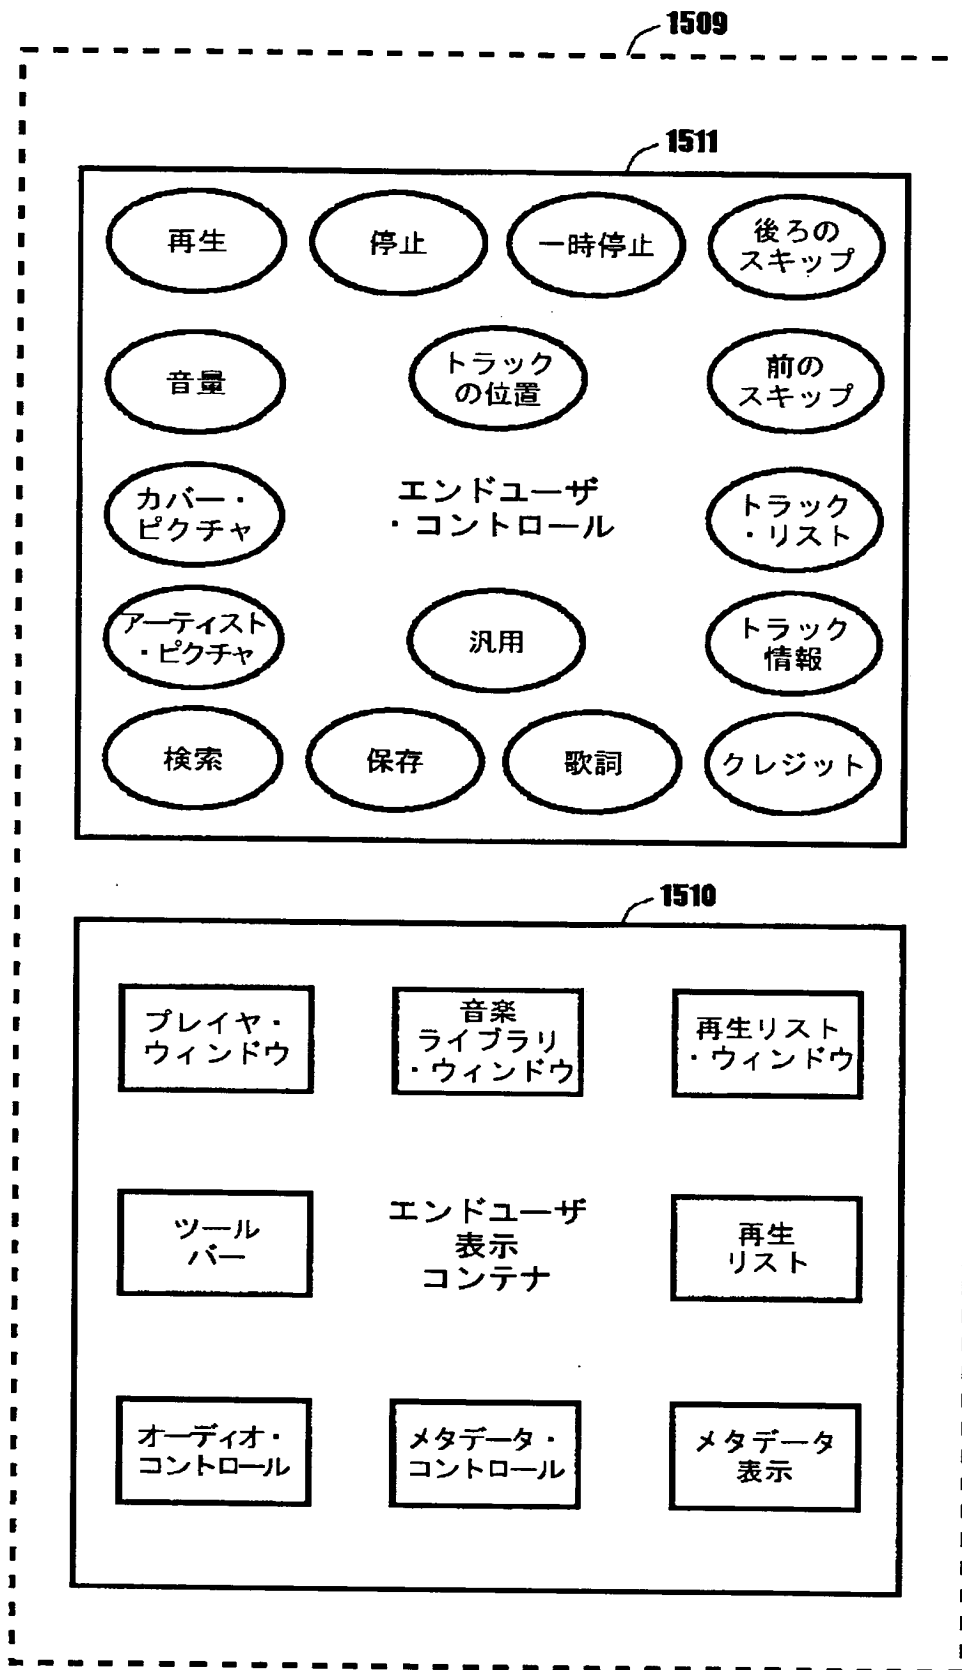 1509
1511
再生
停止
一時停止
後ろの
スキップ
音量
トラック
の位置
前の
スキップ
カバー・
ピクチャ
エンドユーザ
・コントロール
トラック
・リスト
アーティスト
・ピクチャ
汎用
トラック
情報
検索
保存
歌詞
クレジット
1510
プレイヤ・
ウィンドウ
音楽
ライブラリ
・ウィンドウ
再生リスト
・ウィンドウ
ツール
バー
エンドユーザ
表示
コンテナ
再生
リスト
オーディオ・
コントロール
メタデータ・
コントロール
メタデータ
表示